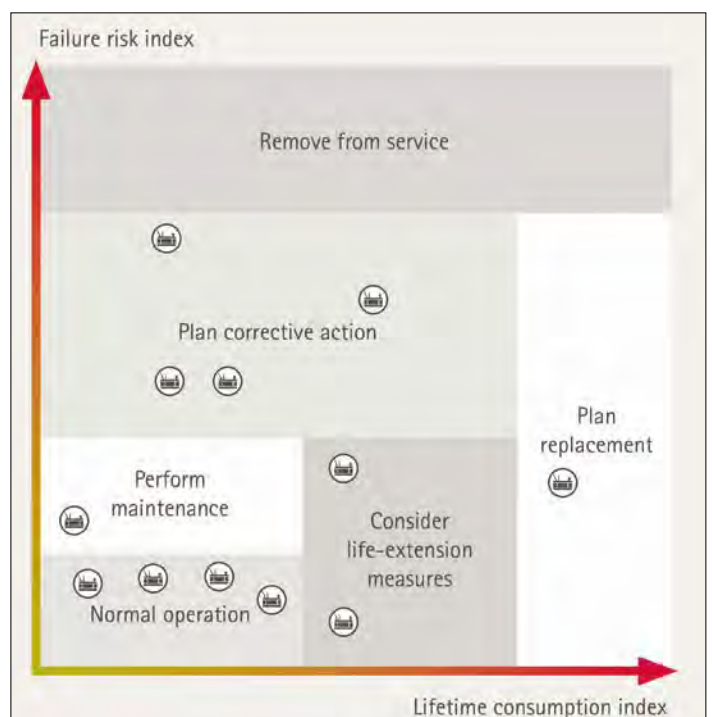 Failure risk index
Remove from service
Plan corrective action
Plan
replacement
Perform
maintenance
Consider
life-extension
measures
Normal operation
Lifetime consumption index